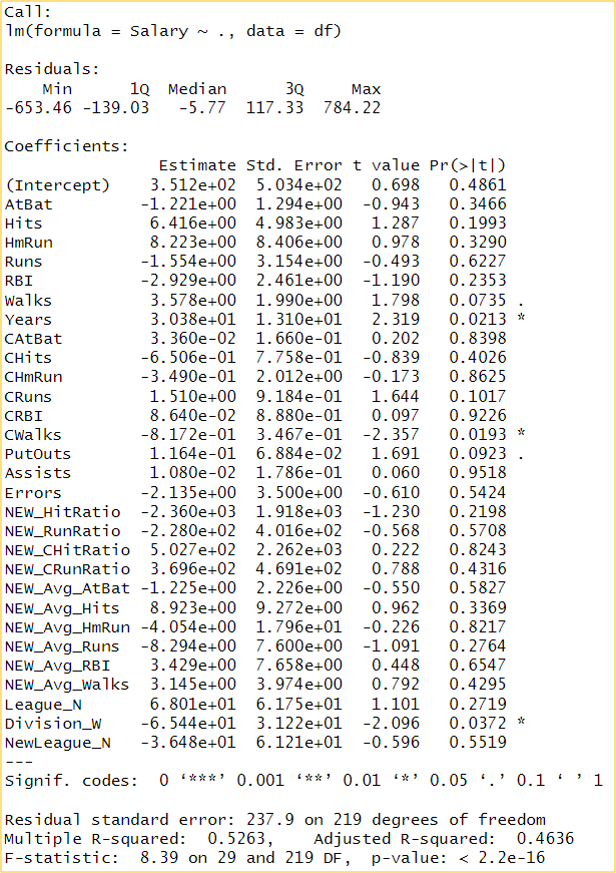 Call:
lm(formula = Salary ~ ., data = df)
Residuals:
    Min      1Q  Median      3Q     Max
-653.46 -139.03   -5.77  117.33  784.22
Coefficients:
                Estimate Std. Error t value Pr(>|t|)
(Intercept)    3.512e+02  5.034e+02   0.698   0.4861
AtBat         -1.221e+00  1.294e+00  -0.943   0.3466
Hits           6.416e+00  4.983e+00   1.287   0.1993
HmRun          8.223e+00  8.406e+00   0.978   0.3290
Runs          -1.554e+00  3.154e+00  -0.493   0.6227
RBI           -2.929e+00  2.461e+00  -1.190   0.2353
Walks          3.578e+00  1.990e+00   1.798   0.0735 .
Years          3.038e+01  1.310e+01   2.319   0.0213 *
CAtBat         3.360e-02  1.660e-01   0.202   0.8398
CHits         -6.506e-01  7.758e-01  -0.839   0.4026
CHmRun        -3.490e-01  2.012e+00  -0.173   0.8625
CRuns          1.510e+00  9.184e-01   1.644   0.1017
CRBI           8.640e-02  8.880e-01   0.097   0.9226
CWalks        -8.172e-01  3.467e-01  -2.357   0.0193 *
PutOuts        1.164e-01  6.884e-02   1.691   0.0923 .
Assists        1.080e-02  1.786e-01   0.060   0.9518
Errors        -2.135e+00  3.500e+00  -0.610   0.5424
NEW_HitRatio  -2.360e+03  1.918e+03  -1.230   0.2198
NEW_RunRatio  -2.280e+02  4.016e+02  -0.568   0.5708
NEW_CHitRatio  5.027e+02  2.262e+03   0.222   0.8243
NEW_CRunRatio  3.696e+02  4.691e+02   0.788   0.4316
NEW_Avg_AtBat -1.225e+00  2.226e+00  -0.550   0.5827
NEW_Avg_Hits   8.923e+00  9.272e+00   0.962   0.3369
NEW_Avg_HmRun -4.054e+00  1.796e+01  -0.226   0.8217
NEW_Avg_Runs  -8.294e+00  7.600e+00  -1.091   0.2764
NEW_Avg_RBI    3.429e+00  7.658e+00   0.448   0.6547
NEW_Avg_Walks  3.145e+00  3.974e+00   0.792   0.4295
League_N       6.801e+01  6.175e+01   1.101   0.2719
Division_W    -6.544e+01  3.122e+01  -2.096   0.0372 *
NewLeague_N   -3.648e+01  6.121e+01  -0.596   0.5519
---
Signif. codes:  0 ‘***’ 0.001 ‘**’ 0.01 ‘*’ 0.05 ‘.’ 0.1 ‘ ’ 1
Residual standard error: 237.9 on 219 degrees of freedom
Multiple R-squared:  0.5263,    Adjusted R-squared:  0.4636
F-statistic:  8.39 on 29 and 219 DF,  p-value: < 2.2e-16